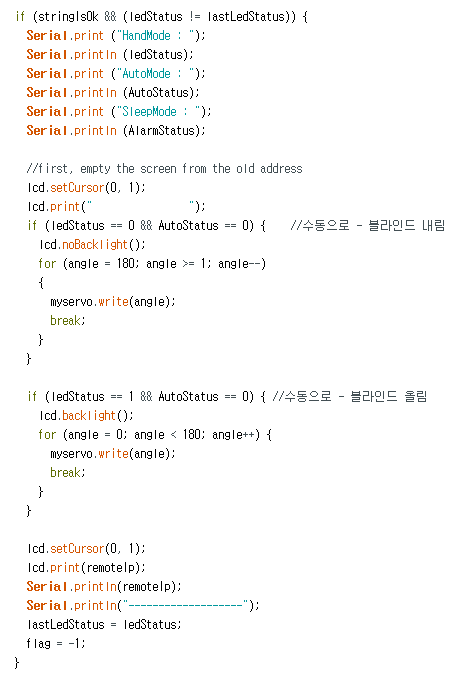 if (stringIsOk && (ledStatus != lastLedStatus)) {
Serial.print ("HandMode : ");
Serial.println (ledStatus);
Serial.print ("AutoMode : ");
Serial.println (AutoStatus);
Serial.print ("SleepMode : ");
Serial.println (AlarmStatus);
//first, empty the screen from the old address
lcd.setCursor(0, 1);
lcd.print("                ");
if (ledStatus == 0 && AutoStatus == 0) {    //수동으로 - 블라인드 내림
lcd.noBacklight();
for (angle = 180; angle >= 1; angle--)
{
myservo.write(angle);
break;
}
}
if (ledStatus == 1 && AutoStatus == 0) { //수동으로 - 블라인드 올림
lcd.backlight();
for (angle = 0; angle < 180; angle++) {
myservo.write(angle);
break;
}
}
lcd.setCursor(0, 1);
lcd.print(remoteIp);
Serial.println(remoteIp);
Serial.println("-------------------");
lastLedStatus = ledStatus;
flag = -1;
}